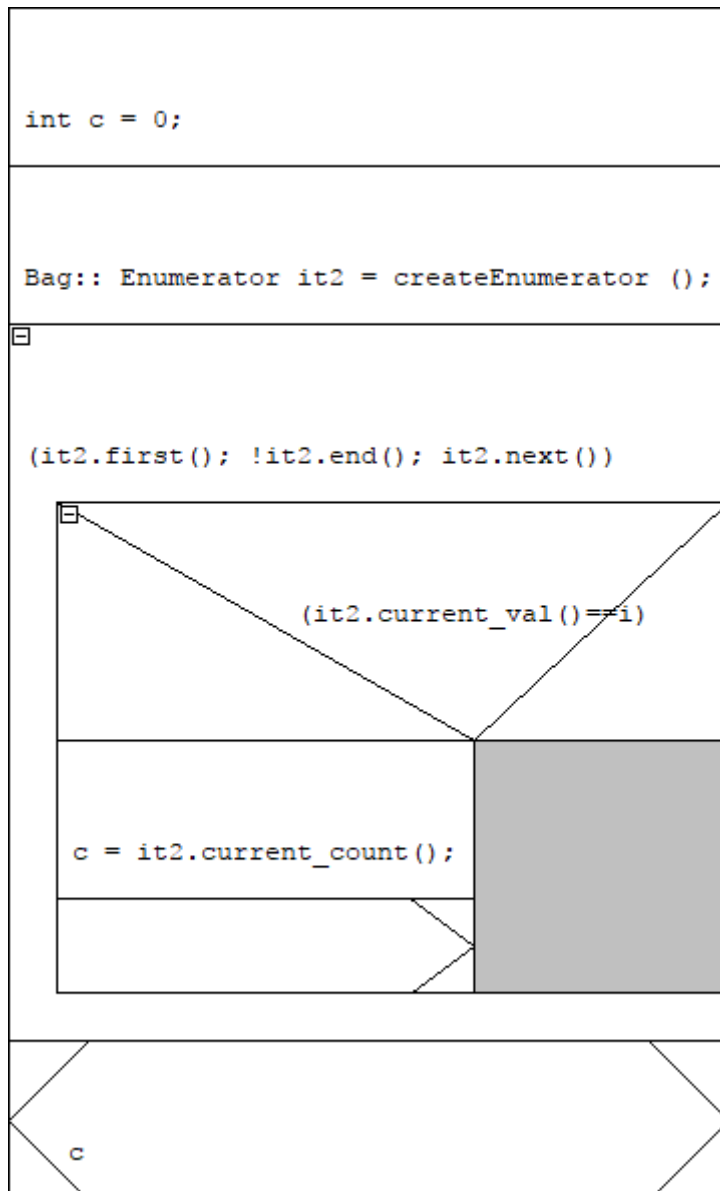 int c = 0;
Bag:: Enumerator it2 = createEnumerator ();
(it2.first(); !it2.end(); it2.next())
(it2.current_val()==i)
c = it2.current_count();
c